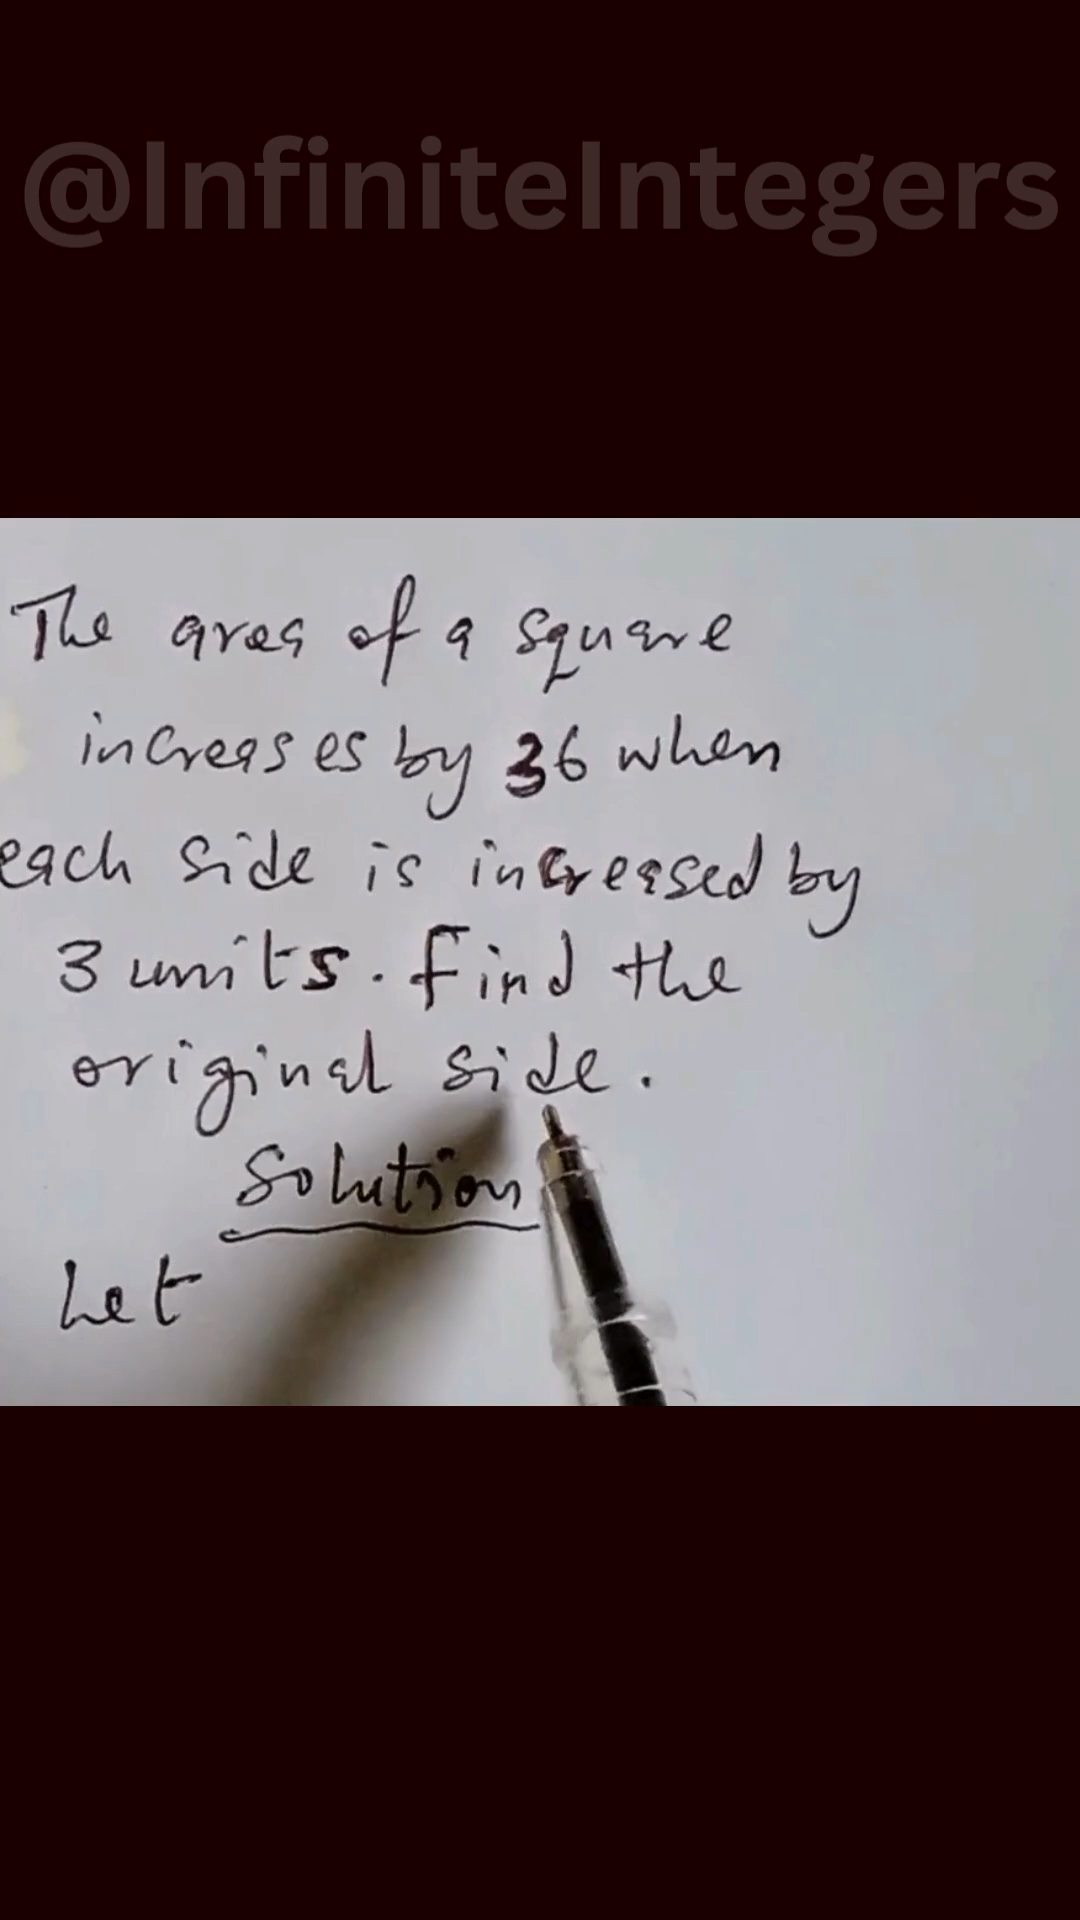 @InfiniteIntegers
The area of a square
increases by 36 when
each side is increased by
3 units. Find the
original side.
Solution
Let